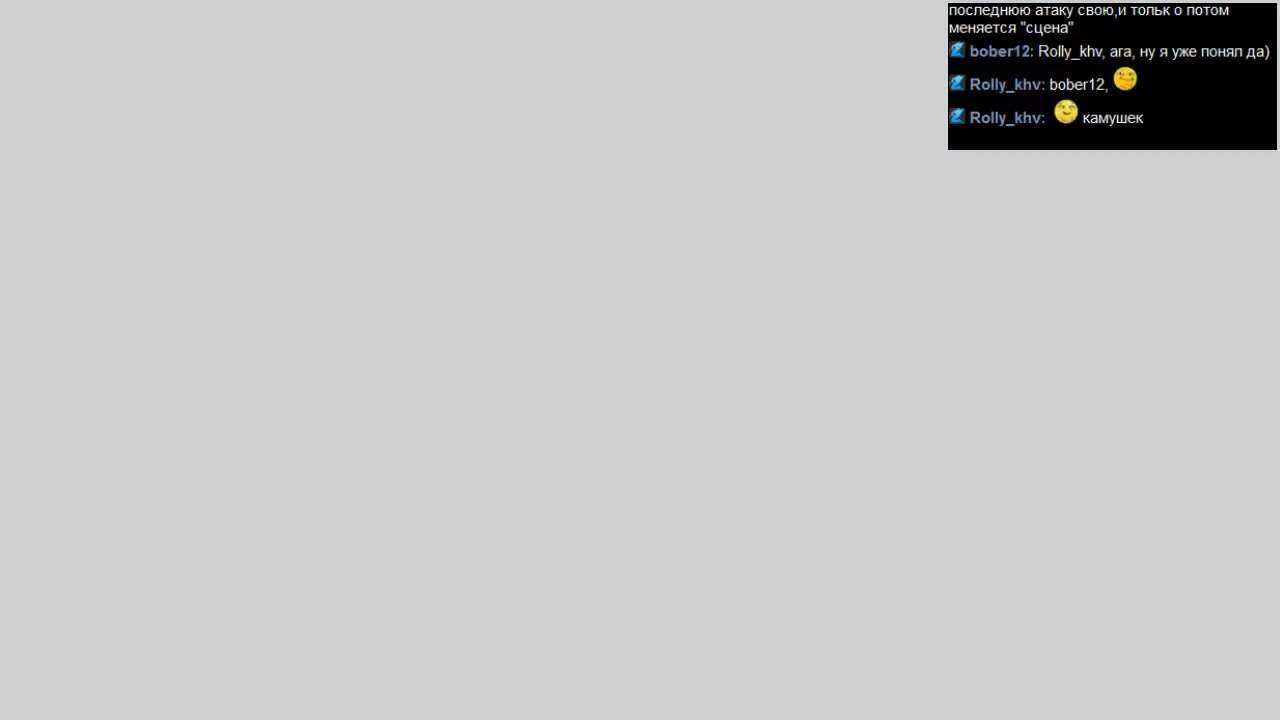 последнюю атаку свою,и тольк о потом
меняется "сцена"
bober12: Rolly_khv, ага, ну я уже понял да)
Rolly_khv: bober12,
Rolly_khv: камушек